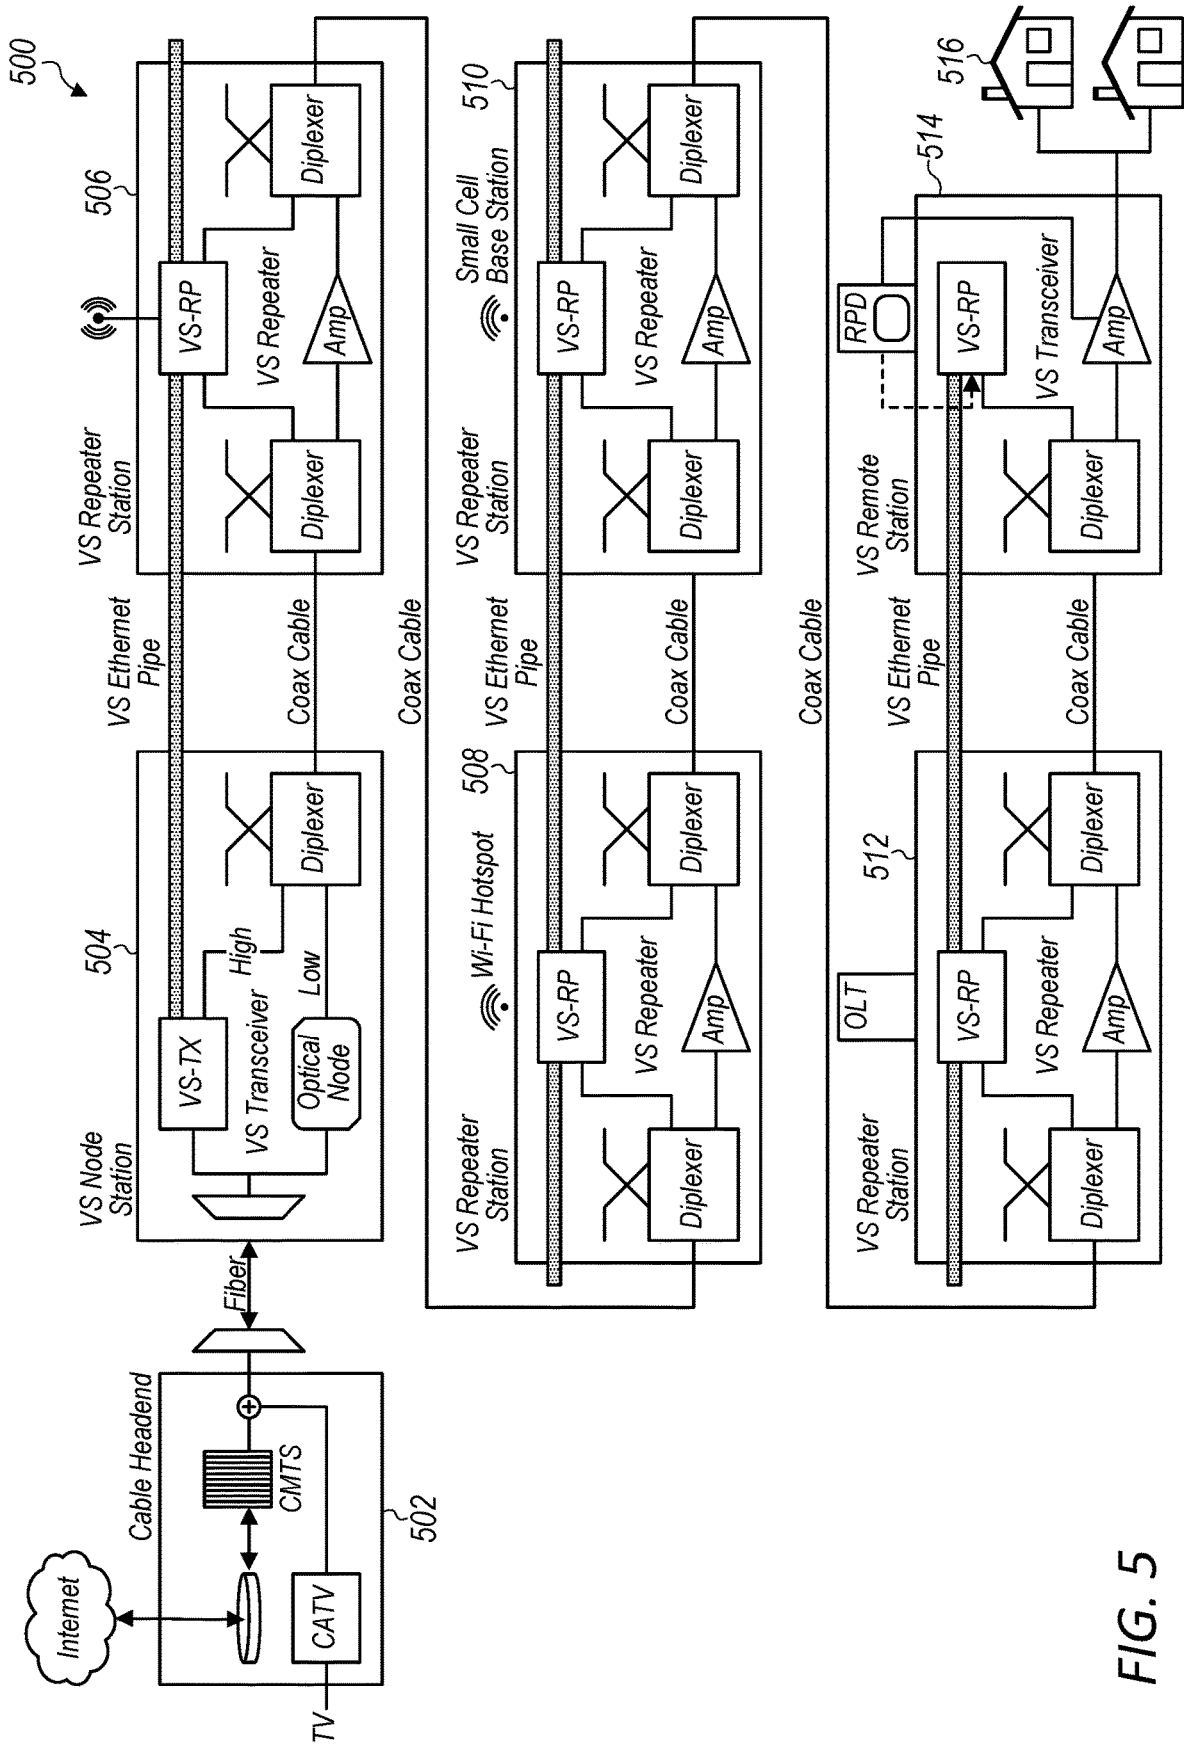 500
Internet
TV
Cable Headend
CATV
CMTS
502
Fiber
VS Node
Station
504
VS-TX
VS Transceiver
High
Low
Optical
Node
Diplexer
VS Ethernet
Pipe
Coax Cable
VS Repeater
Station
506
VS-RP
VS Repeater
Diplexer
Amp
Diplexer
Coax Cable
VS Repeater
Station
Wi-Fi Hotspot
508
VS-RP
VS Repeater
Diplexer
Amp
Diplexer
VS Ethernet
Pipe
Coax Cable
VS Repeater
Station
Small Cell
Base Station
510
VS-RP
VS Repeater
Diplexer
Amp
Diplexer
Coax Cable
VS Repeater
Station
OLT
512
VS-RP
VS Repeater
Diplexer
Amp
Diplexer
VS Ethernet
Pipe
Coax Cable
VS Remote
Station
RPD
514
VS-RP
VS Transceiver
Diplexer
Amp
516
FIG. 5